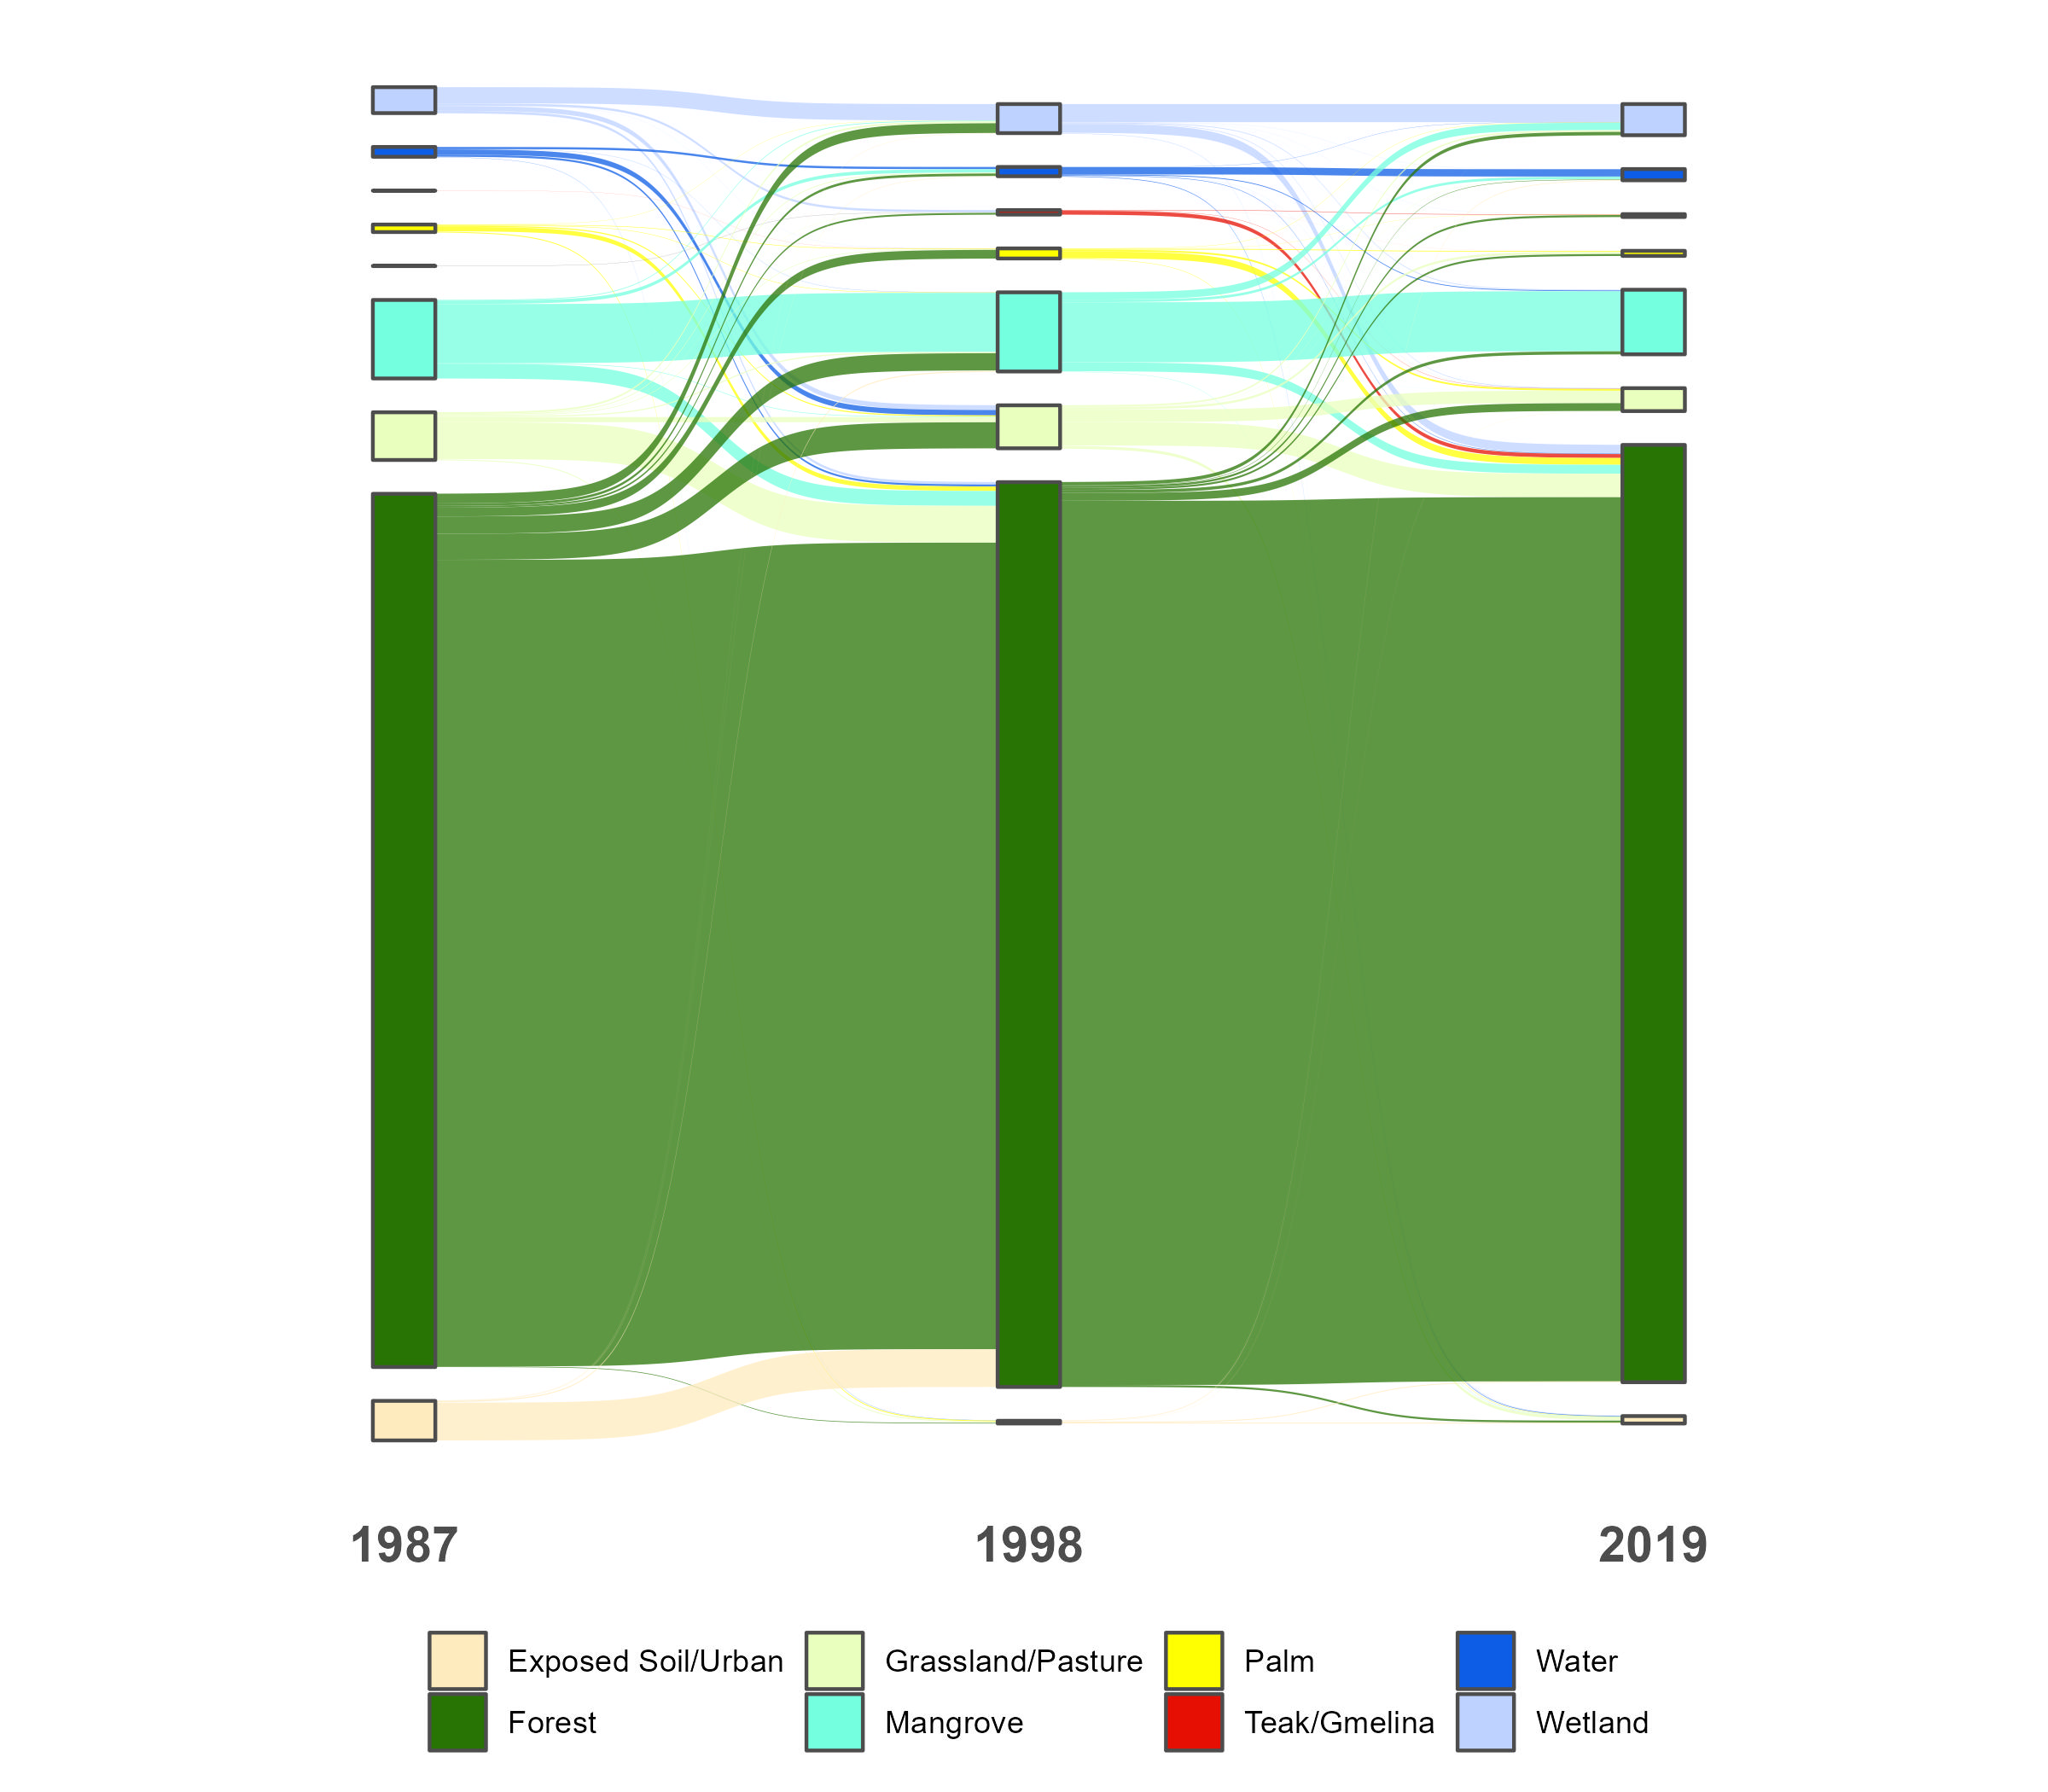 1987 1998 2019
Exposed Soil/Urban Grassland/Pasture Palm Water
Forest Mangrove Teak/Gmelina Wetland